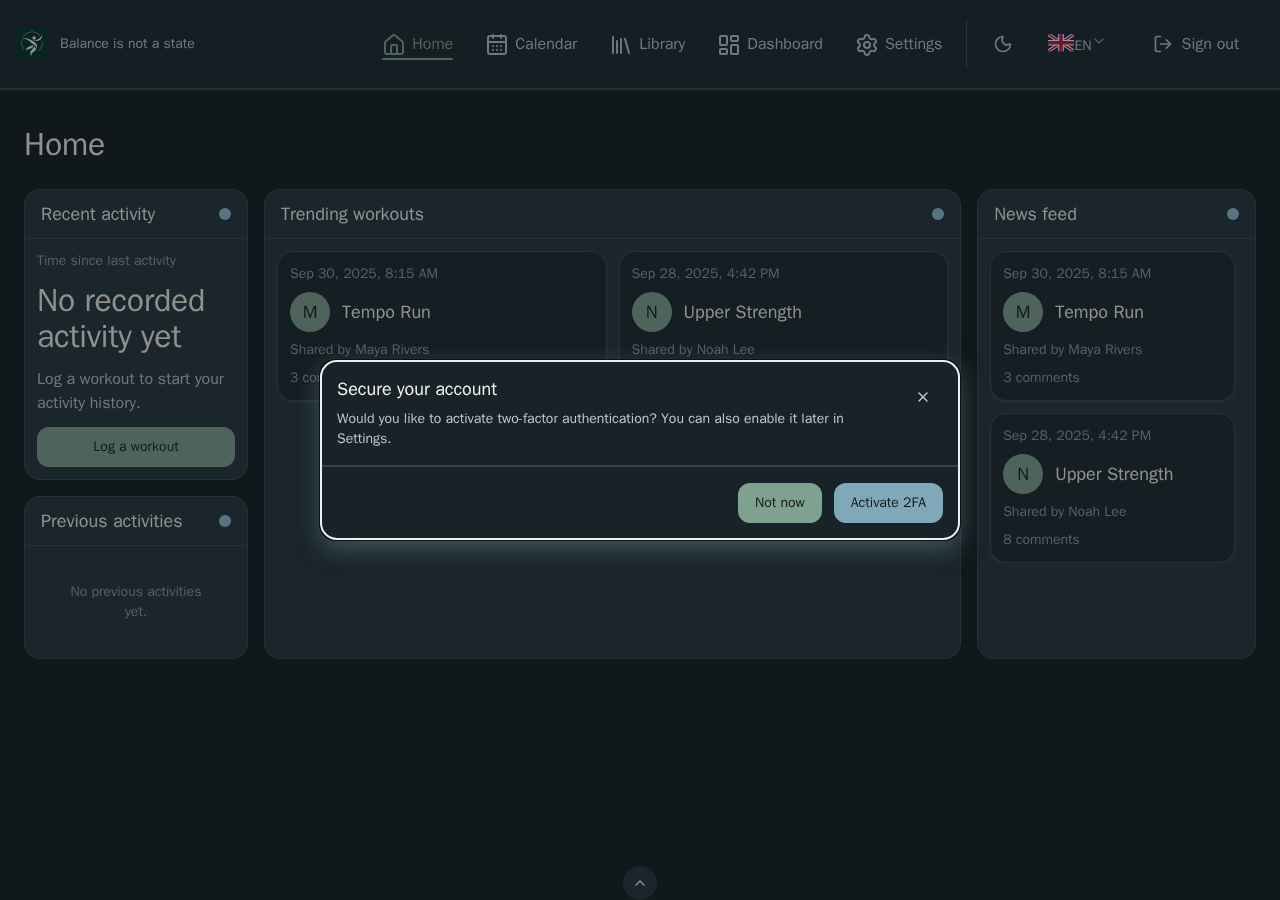 Balance is not a state
Home
Calendar
Library
Dashboard
Settings
EN
Sign out
Home
Recent activity
Time since last activity
No recorded
activity yet
Log a workout to start your
activity history.
Log a workout
Previous activities
No previous activities
yet.
Trending workouts
Sep 30, 2025, 8:15 AM
M
Tempo Run
Shared by Maya Rivers
3 co
Sep 28, 2025, 4:42 PM
N
Upper Strength
Shared by Noah Lee
Secure your account
Would you like to activate two-factor authentication? You can also enable it later in
Settings.
Not now
Activate 2FA
News feed
Sep 30, 2025, 8:15 AM
M
Tempo Run
Shared by Maya Rivers
3 comments
Sep 28, 2025, 4:42 PM
N
Upper Strength
Shared by Noah Lee
8 comments